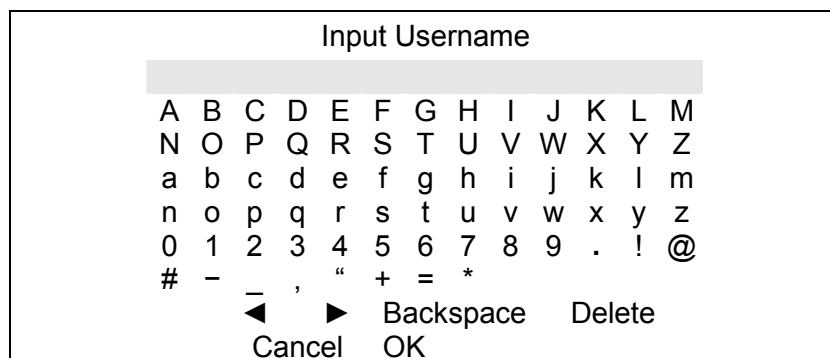 Input Username
A B C D E F G H I J K L M
N O P Q R S T U V W X Y Z
a b c d e f g h i j k l m
n o p q r s t u v w x y z
0 1 2 3 4 5 6 7 8 9 . ! @
# − _ , “ + = *
◄ ► Backspace Delete
Cancel OK